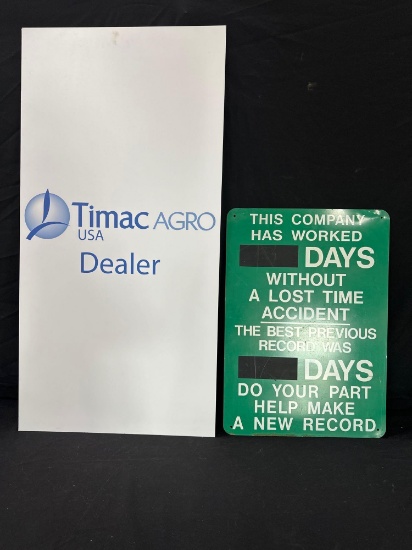 Timac AGRO
USA
Dealer
THIS COMPANY
HAS WORKED
DAYS
WITHOUT
A LOST TIME
ACCIDENT
THE BEST PREVIOUS
RECORD WAS
DAYS
DO YOUR PART
HELP MAKE
A NEW RECORD